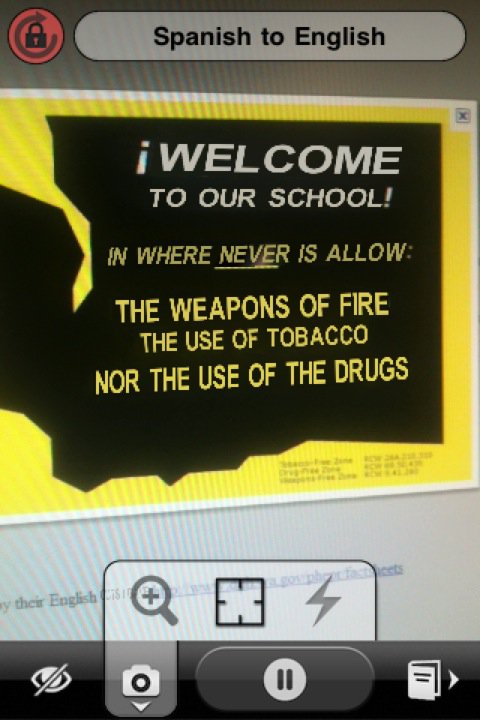 Spanish to English
¡WELCOME
TO OUR SCHOOL!
IN WHERE NEVER IS ALLOW:
THE WEAPONS OF FIRE
THE USE OF TOBACCO
NOR THE USE OF THE DRUGS
Tobacco-Free Zone
Drug-Free Zone
Weapons-Free Zone
by their English